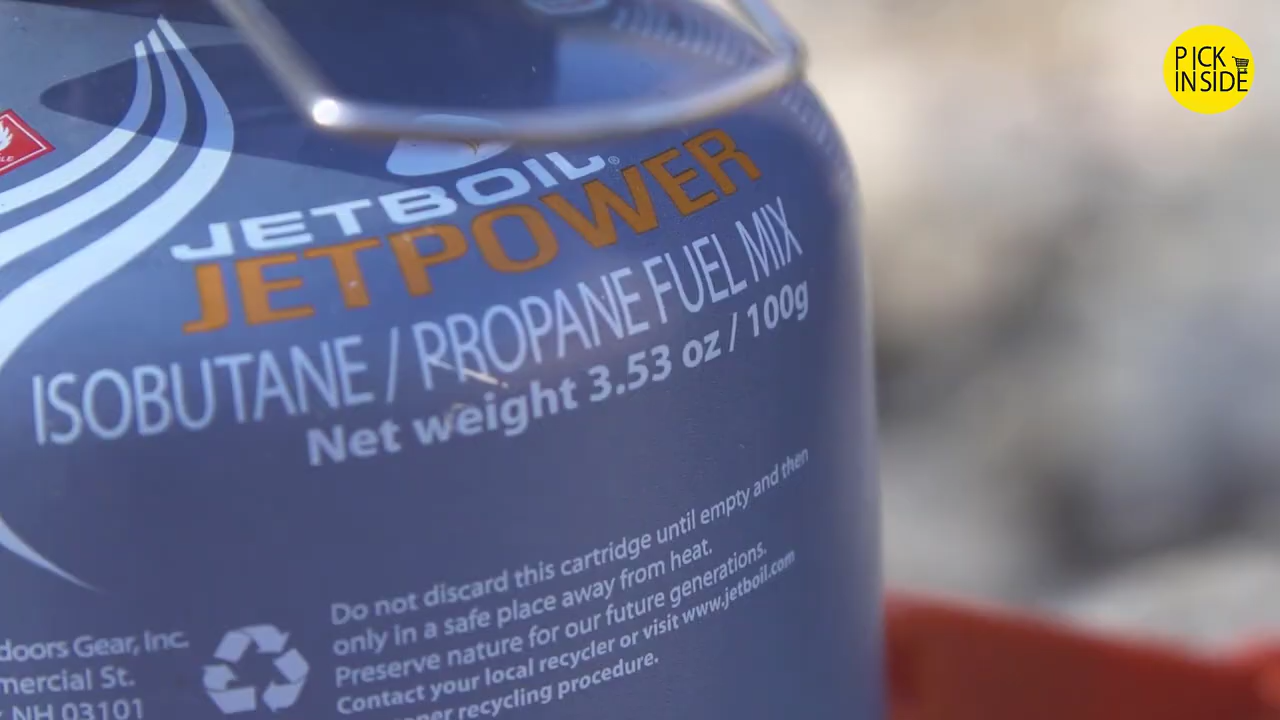 PICK
INSIDE
JETBOIL®
JETPOWER
ISOBUTANE / PROPANE FUEL MIX
Net weight 3.53 oz / 100g
Do not discard this cartridge until empty and then
only in a safe place away from heat.
Preserve nature for our future generations.
Contact your local recycler or visit www.jetboil.com
recycling procedure.
doors Gear, Inc.
mercial St.
NH 03101